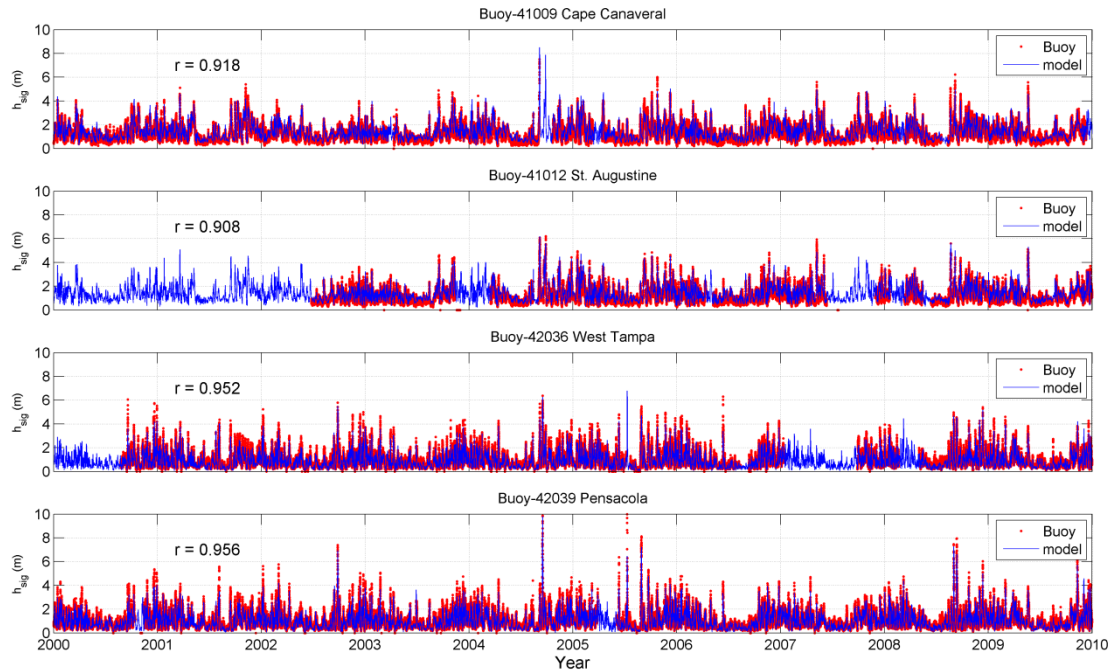 Buoy-41009 Cape Canaveral
10
8
6
4
2
0
h_sig (m)
r = 0.918
Buoy
model
Buoy-41012 St. Augustine
10
8
6
4
2
0
h_sig (m)
r = 0.908
Buoy
model
Buoy-42036 West Tampa
10
8
6
4
2
0
h_sig (m)
r = 0.952
Buoy
model
Buoy-42039 Pensacola
10
8
6
4
2
0
h_sig (m)
r = 0.956
Buoy
model
2000 2001 2002 2003 2004 2005 2006 2007 2008 2009 2010
Year